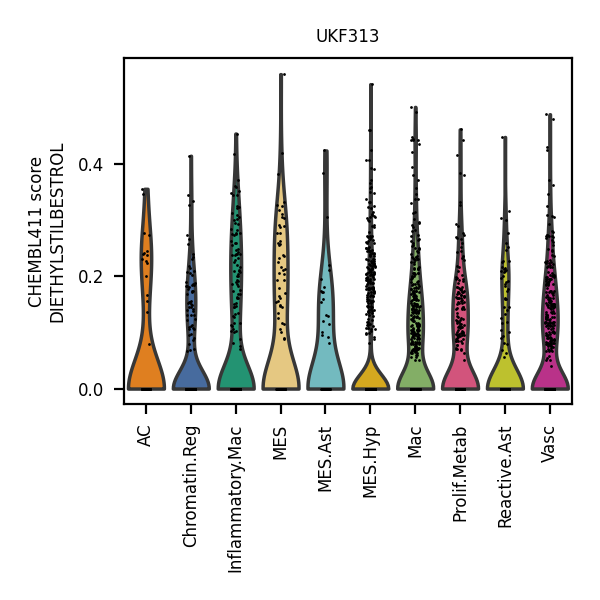 UKF313
CHEMBL411 score
DIETHYLSTILBESTROL
0.4
0.2
0.0
AC
Chromatin.Reg
Inflammatory.Mac
MES
MES.Ast
MES.Hyp
Mac
Prolif.Metab
Reactive.Ast
Vasc